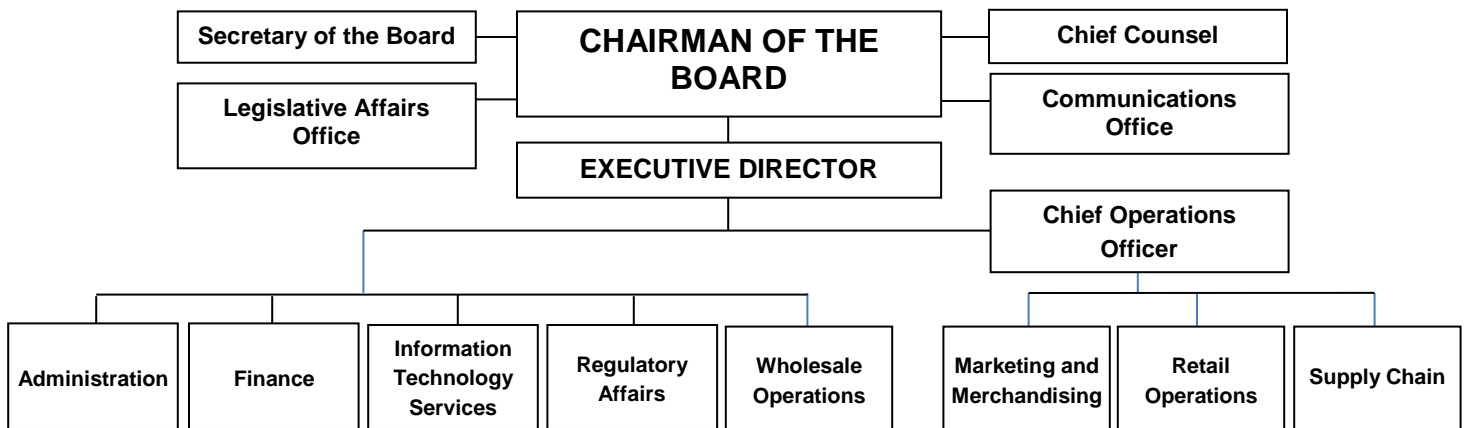 Secretary of the Board
CHAIRMAN OF THE
BOARD
Chief Counsel
Legislative Affairs
Office
Communications
Office
EXECUTIVE DIRECTOR
Chief Operations
Officer
Administration
Finance
Information
Technology
Services
Regulatory
Affairs
Wholesale
Operations
Marketing and
Merchandising
Retail
Operations
Supply Chain